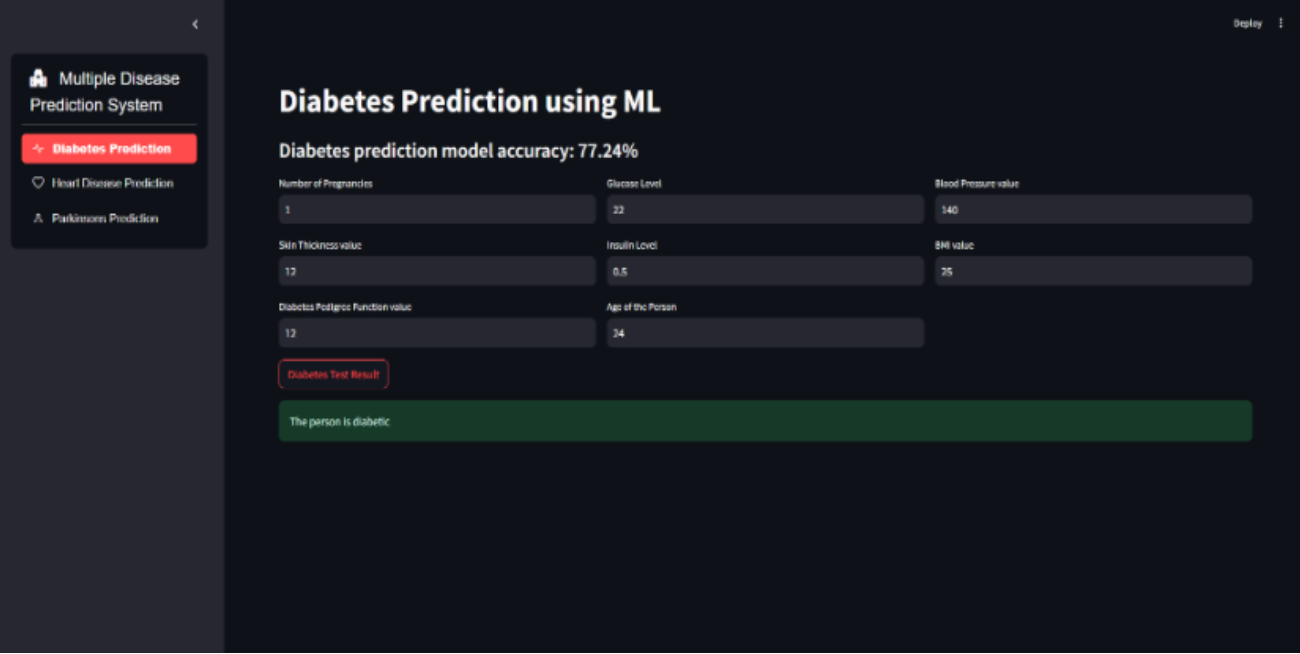 Deploy
Multiple Disease
Prediction System
Diabetes Prediction
Heart Disease Prediction
Parkinsons Prediction
Diabetes Prediction using ML
Diabetes prediction model accuracy: 77.24%
Number of Pregnancies
Glucose Level
Blood Pressure value
1
22
140
Skin Thickness value
Insulin Level
BMI value
12
0.5
25
Diabetes Pedigree Function value
Age of the Person
12
24
Diabetes Test Result
The person is diabetic